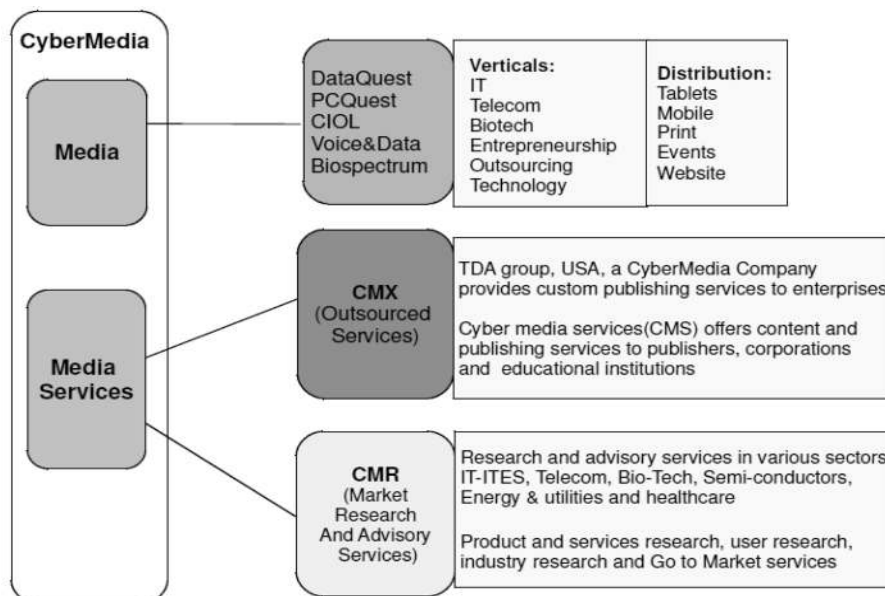 CyberMedia
Media
DataQuest
PCQuest
CIOL
Voice&Data
Biospectrum
Verticals:
IT
Telecom
Biotech
Entrepreneurship
Outsourcing
Technology
Distribution:
Tablets
Mobile
Print
Events
Website
Media
Services
CMX
(Outsourced
Services)
TDA group, USA, a CyberMedia Company
provides custom publishing services to enterprises
Cyber media services(CMS) offers content and
publishing services to publishers, corporations
and educational institutions
CMR
(Market
Research
And Advisory
Services)
Research and advisory services in various sectors
IT-ITES, Telecom, Bio-Tech, Semi-conductors,
Energy & utilities and healthcare
Product and services research, user research,
industry research and Go to Market services